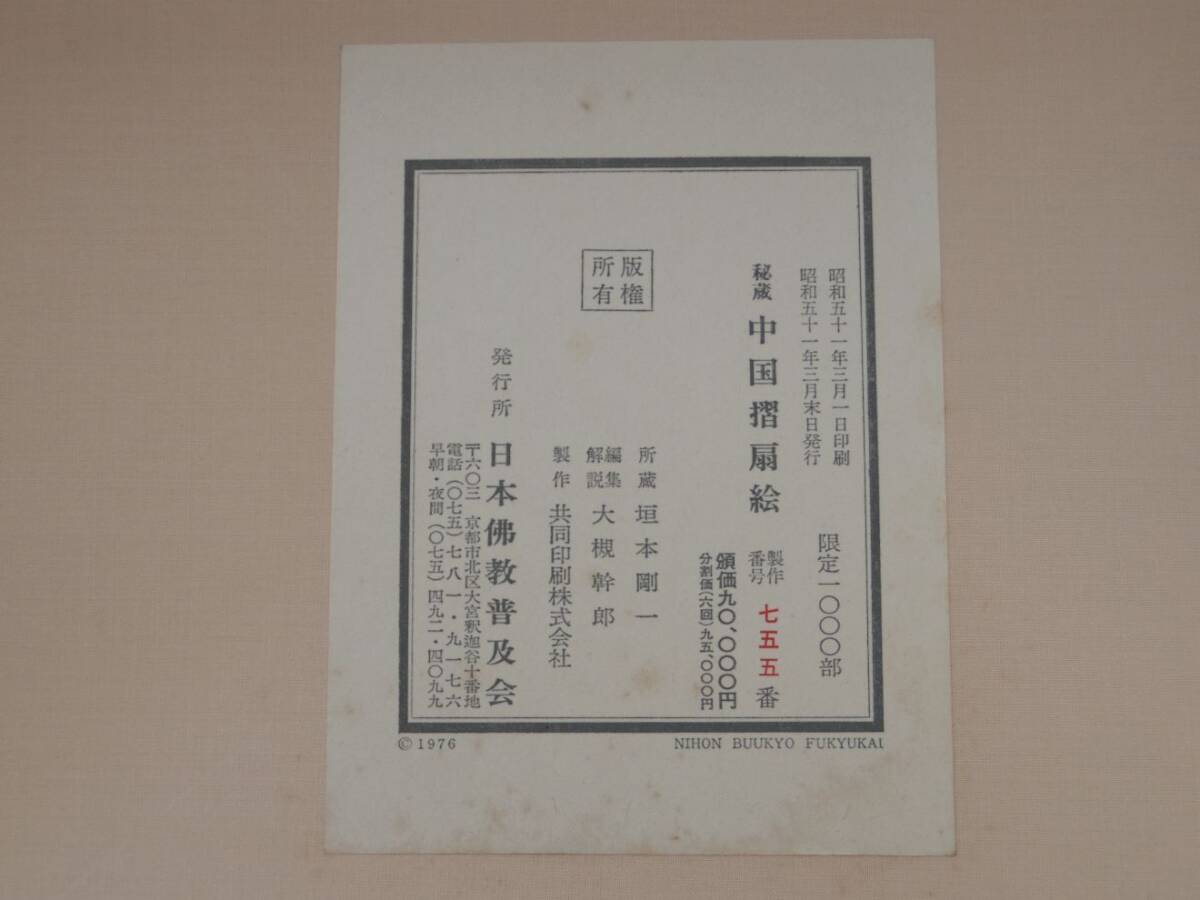 昭和五十一年三月一日印刷
昭和五十一年三月末日発行
限定一〇〇〇部
秘蔵 中国摺扇絵
製作番号 七五五番
頒価九〇、〇〇〇円
分割価(六回)九五、〇〇〇円
版権所有
所蔵 垣本剛一
編集解説 大槻幹郎
製作 共同印刷株式会社
発行所 日本佛教普及会
〒六〇三 京都市北区大宮釈迦谷十番地
電話(〇七五)七八一・九一七六
早朝・夜間(〇七五)四九二・四〇九九
© 1976
NIHON BUUKYO FUKYUKAI